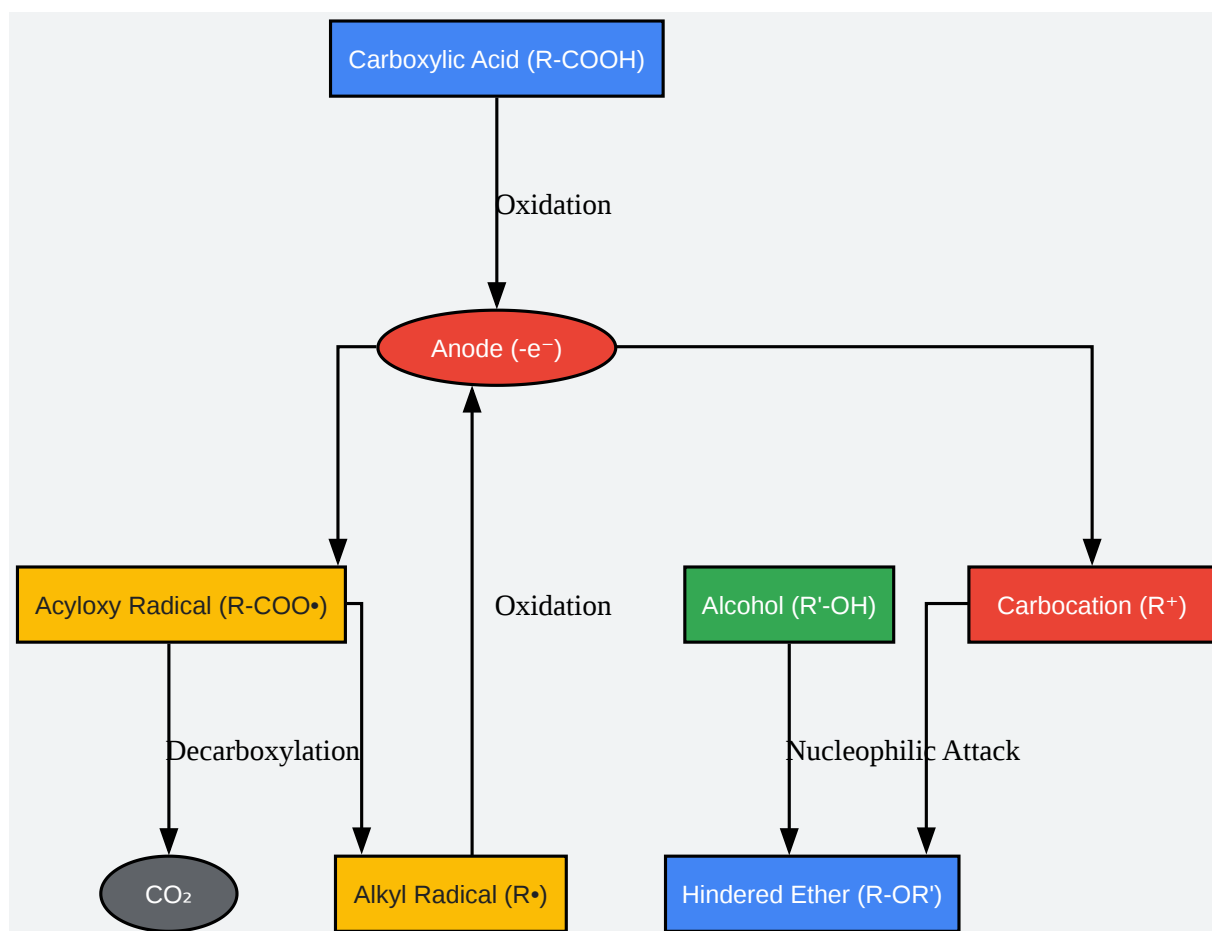 Carboxylic Acid (R-COOH)
Oxidation
Anode (-e⁻)
Acyloxy Radical (R-COO•)
Oxidation
Alcohol (R'-OH)
Carbocation (R⁺)
Decarboxylation
Nucleophilic Attack
CO₂
Alkyl Radical (R•)
Hindered Ether (R-OR')